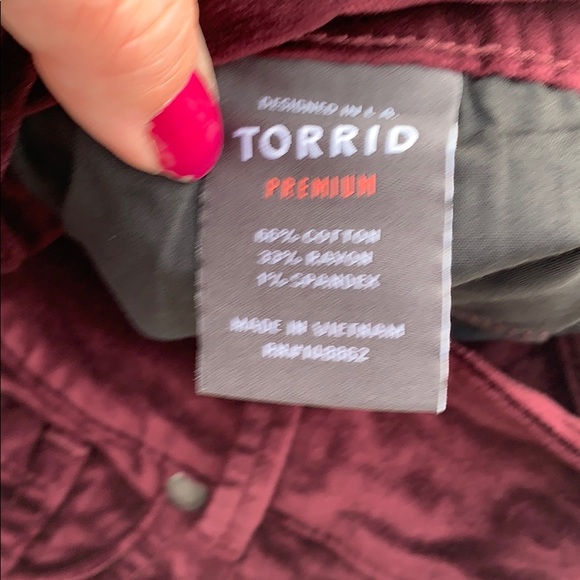 DESIGNED IN L.A.
TORRID
PREMIUM
66% COTTON
33% RAYON
1% SPANDEX
MADE IN VIETNAM